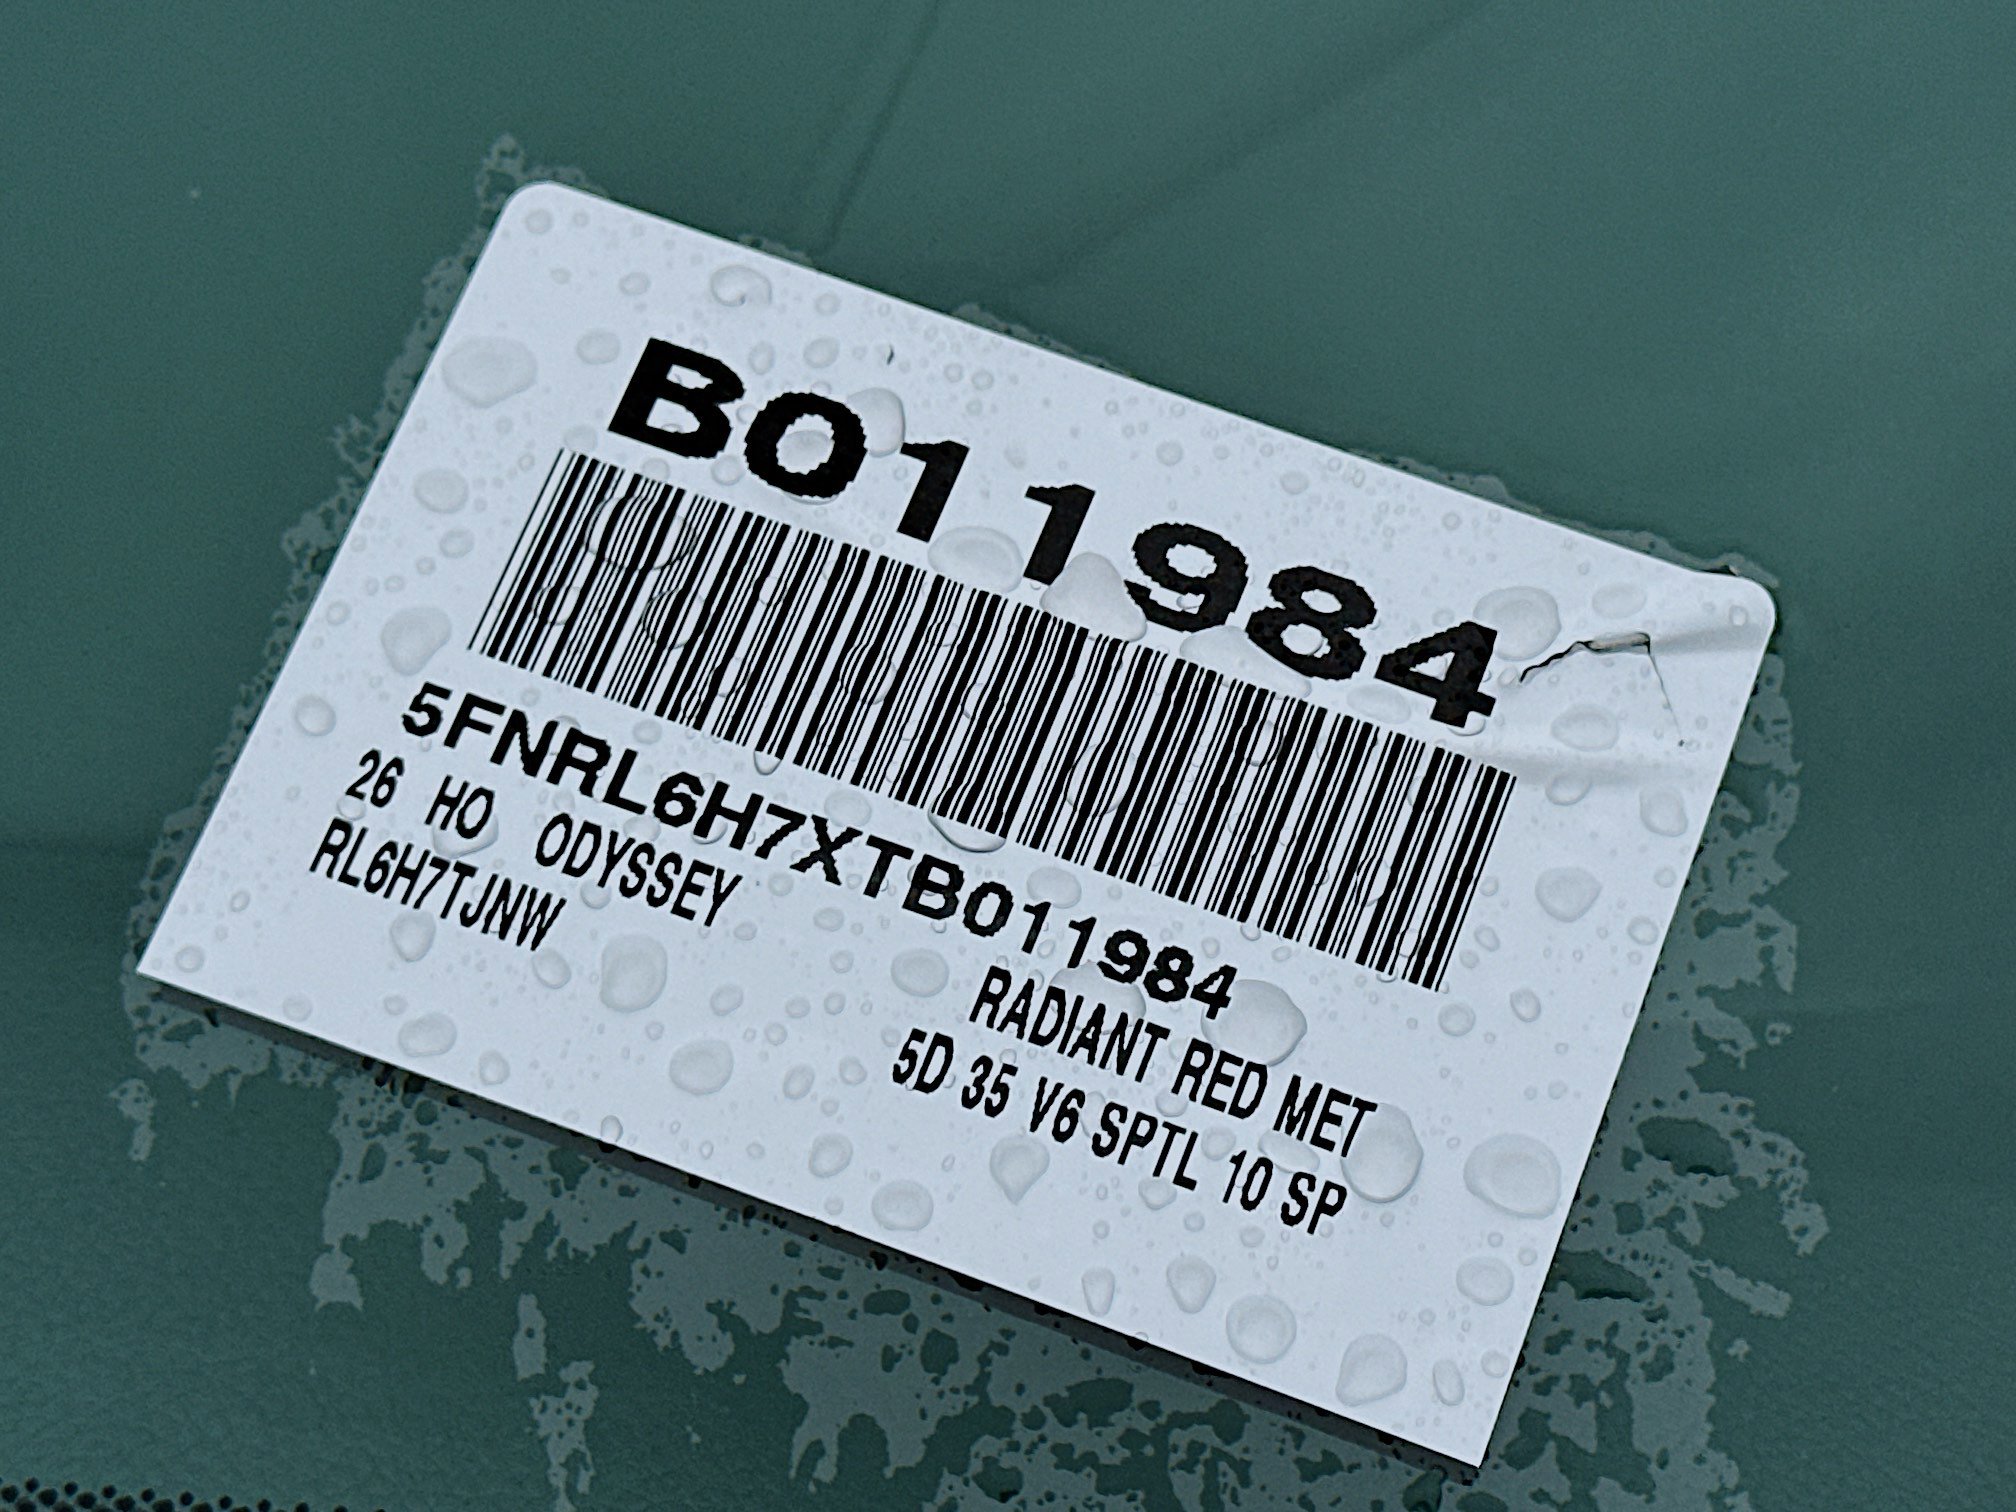 B011984
5FNRL6H7XTB011984
26 HO ODYSSEY
RADIANT RED MET
RL6H7TJNW
5D 35 V6 SPTL 10 SP